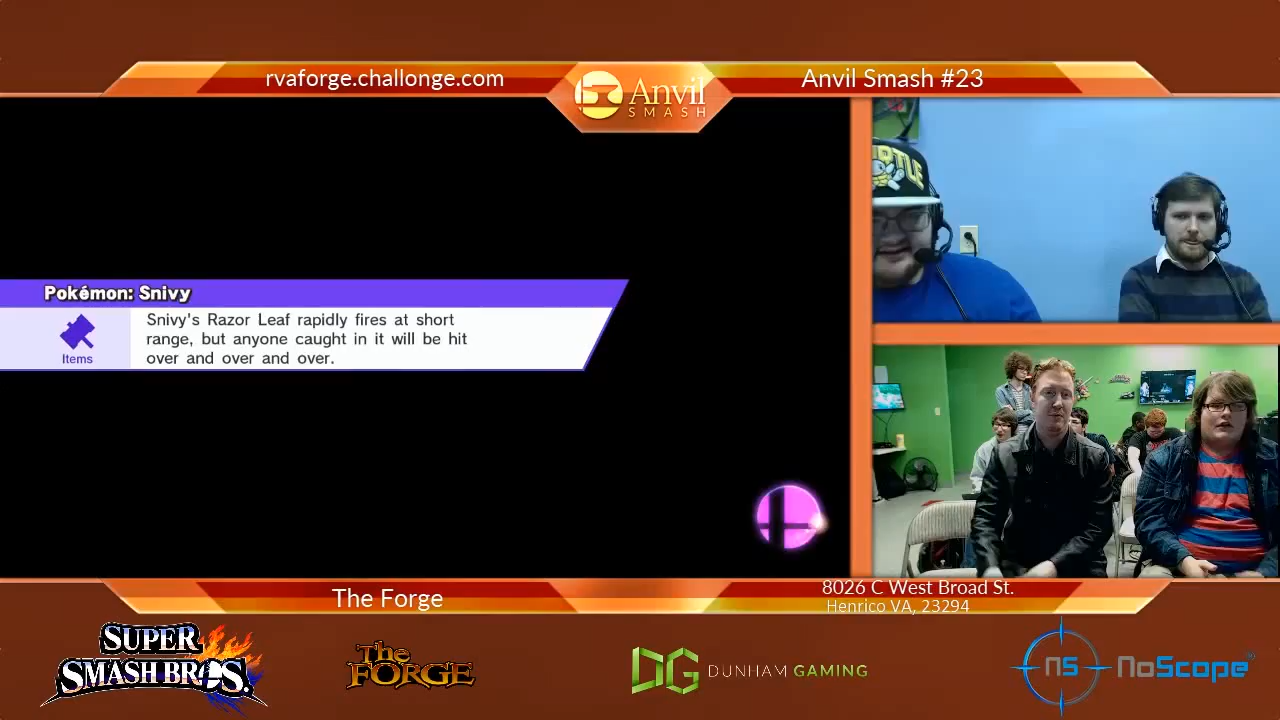 rvaforge.challonge.com
Anvil
SMASH
Anvil Smash #23
Pokémon: Snivy
Items
Snivy's Razor Leaf rapidly fires at short
range, but anyone caught in it will be hit
over and over and over.
The Forge
8026 C West Broad St.
Henrico VA, 23294
SUPER
SMASH BROS.
The
FORGE
DG DUNHAM GAMING
NS NoScope